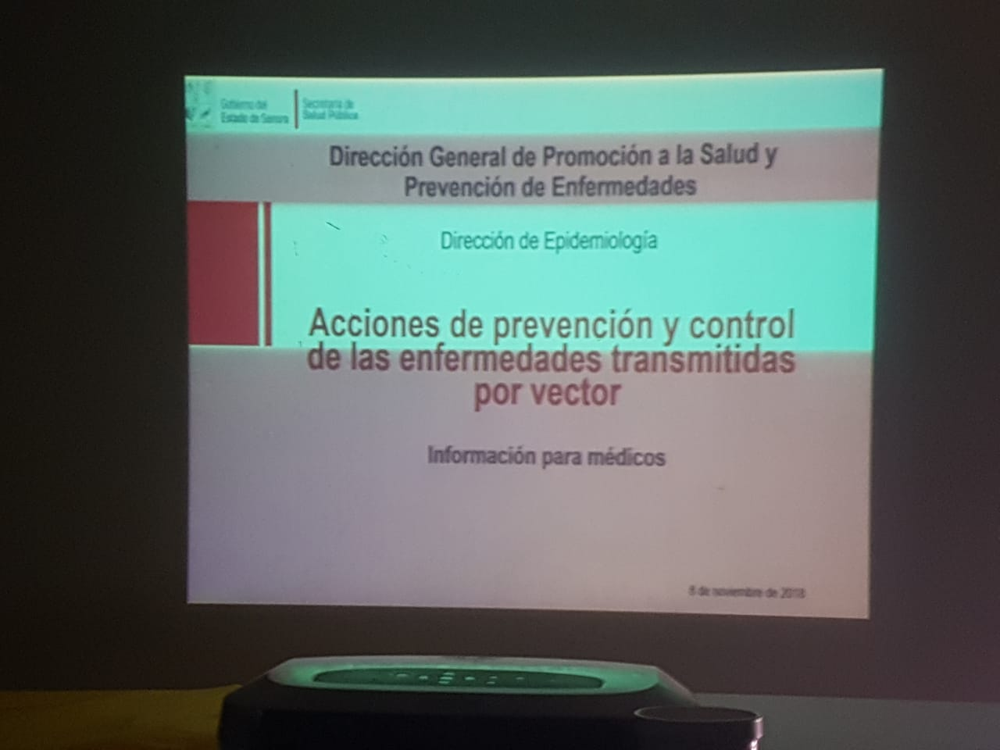 Gobierno del
Estado de Sonora
Secretaría de
Salud Pública
Dirección General de Promoción a la Salud y
Prevención de Enfermedades
Dirección de Epidemiología
Acciones de prevención y control
de las enfermedades transmitidas
por vector
Información para médicos
8 de noviembre de 2018